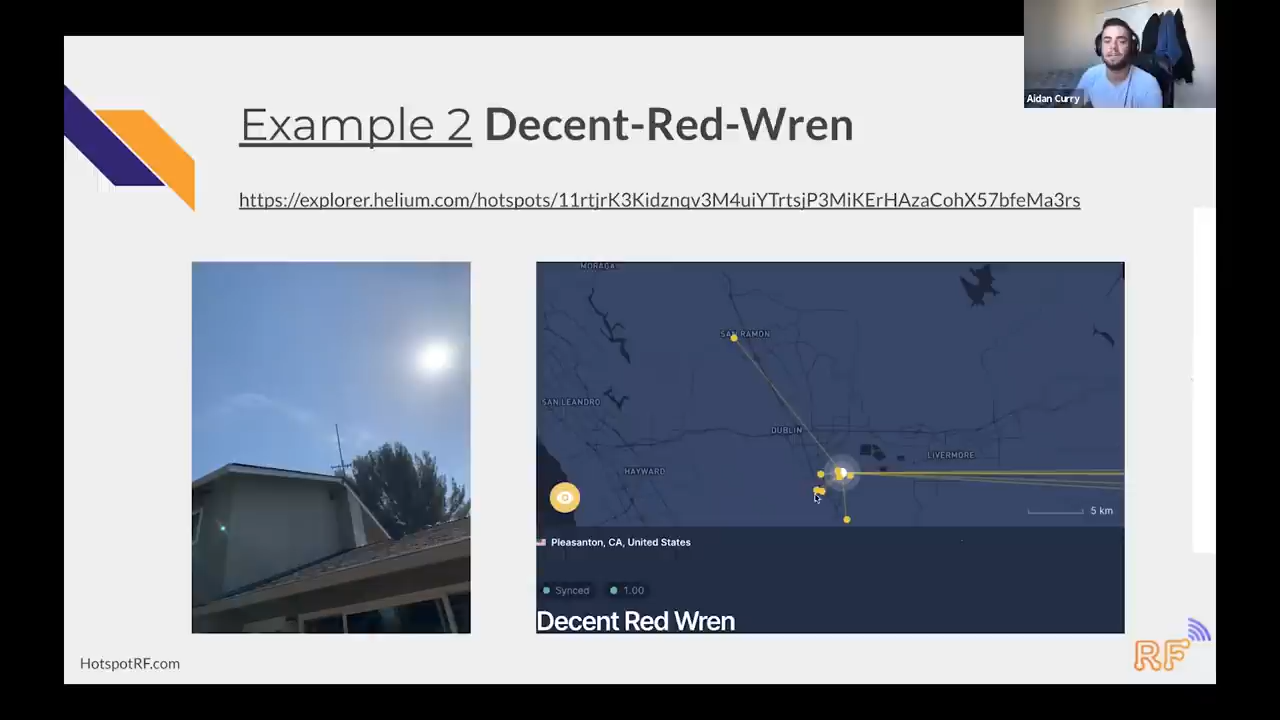 Aidan Curry
Example 2 Decent-Red-Wren
https://explorer.helium.com/hotspots/11rtjrK3Kidznqv3M4uiYTrtsjP3MiKErHAzaCohX57bfeMa3rs
MORAGA
SAN RAMON
SAN LEANDRO
DUBLIN
LIVERMORE
HAYWARD
5 km
Pleasanton, CA, United States
Synced 1.00
Decent Red Wren
HotspotRF.com
RF